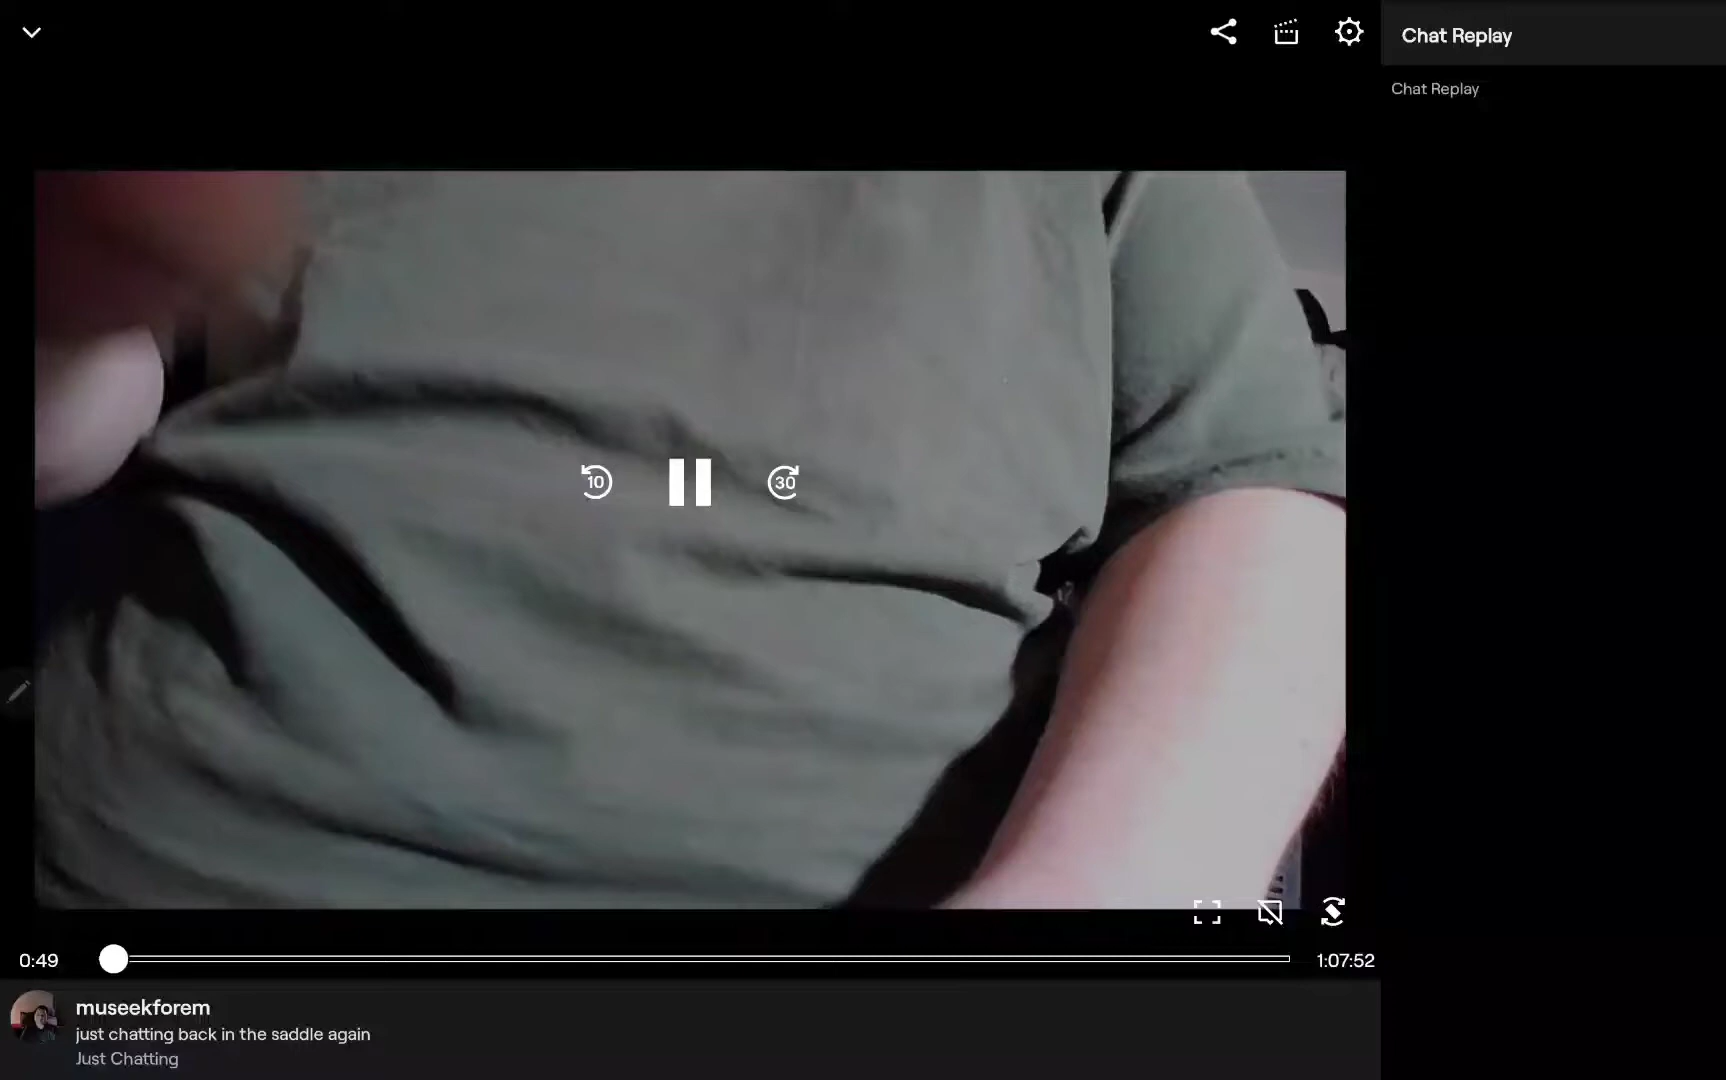 Chat Replay
Chat Replay
10
30
0:49
1:07:52
museekforem
just chatting back in the saddle again
Just Chatting